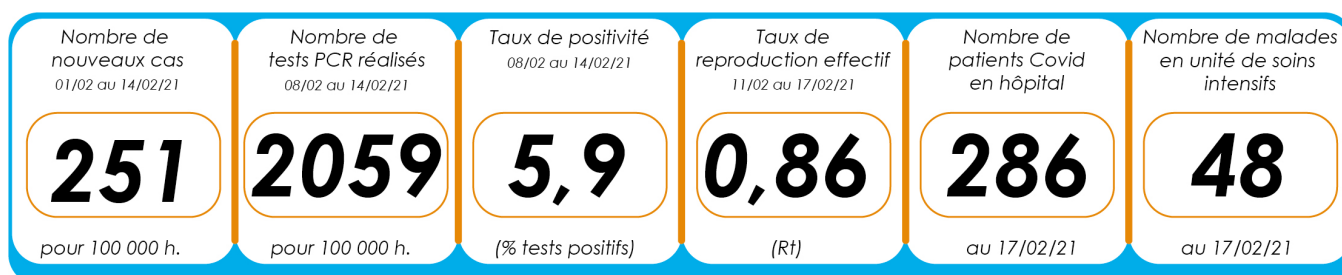 Nombre de
nouveaux cas
01/02 au 14/02/21
251
pour 100 000 h.
Nombre de
tests PCR réalisés
08/02 au 14/02/21
2059
pour 100 000 h.
Taux de positivité
08/02 au 14/02/21
5,9
(% tests positifs)
Taux de
reproduction effectif
11/02 au 17/02/21
0,86
(Rt)
Nombre de
patients Covid
en hôpital
286
au 17/02/21
Nombre de malades
en unité de soins
intensifs
48
au 17/02/21